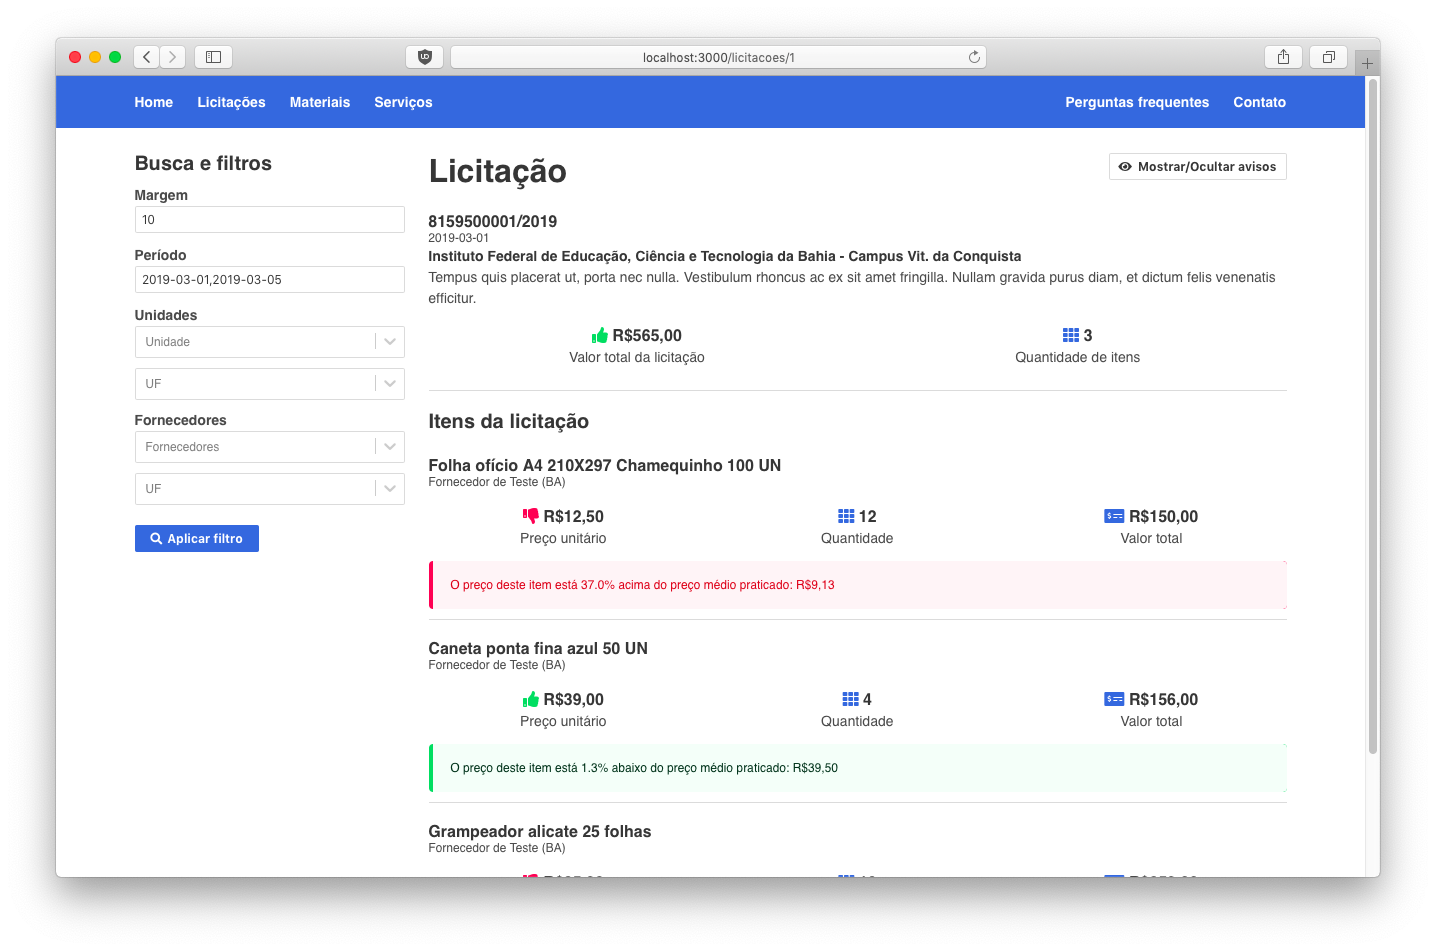 localhost:3000/licitacoes/1
Home Licitações Materiais Serviços Perguntas frequentes Contato
Busca e filtros
Margem
10
Período
2019-03-01,2019-03-05
Unidades
Unidade
UF
Fornecedores
Fornecedores
UF
Aplicar filtro
Licitação
Mostrar/Ocultar avisos
8159500001/2019
2019-03-01
Instituto Federal de Educação, Ciência e Tecnologia da Bahia - Campus Vit. da Conquista
Tempus quis placerat ut, porta nec nulla. Vestibulum rhoncus ac ex sit amet fringilla. Nullam gravida purus diam, et dictum felis venenatis
efficitur.
R$565,00 3
Valor total da licitação Quantidade de itens
Itens da licitação
Folha ofício A4 210X297 Chamequinho 100 UN
Fornecedor de Teste (BA)
R$12,50 12 R$150,00
Preço unitário Quantidade Valor total
O preço deste item está 37.0% acima do preço médio praticado: R$9,13
Caneta ponta fina azul 50 UN
Fornecedor de Teste (BA)
R$39,00 4 R$156,00
Preço unitário Quantidade Valor total
O preço deste item está 1.3% abaixo do preço médio praticado: R$39,50
Grampeador alicate 25 folhas
Fornecedor de Teste (BA)